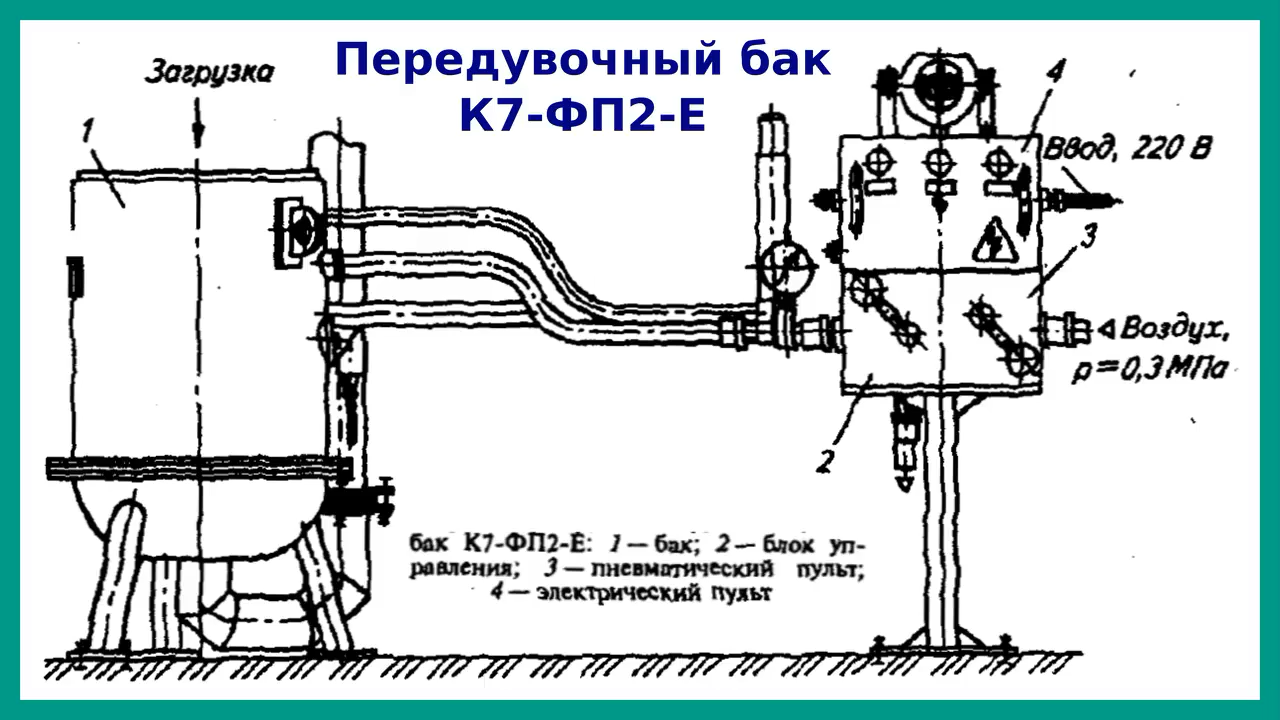 Передувочный бак
К7-ФП2-Е
Загрузка
1
4
Ввод, 220 В
3
Воздух,
p=0,3 МПа
2
бак К7-ФП2-Е: 1 — бак; 2 — блок уп-
равления; 3 — пневматический пульт;
4 — электрический пульт